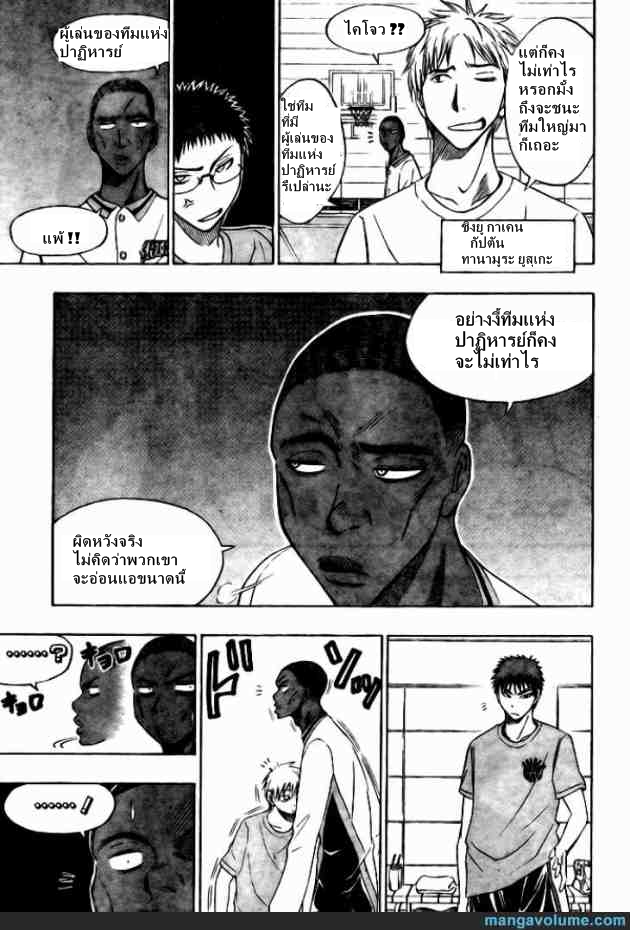 แต่ก็คง
ไม่เท่าไร
หรอกมั้ง
ถึงจะชนะ
ทีมใหญ่มา
ก็เถอะ
ไคโจว ??
ใช่ทีม
ที่มี
ผู้เล่นของ
ทีมแห่ง
ปาฏิหารย์
รึเปล่านะ
ชิงยู กาเคน
กัปตัน
ทานามุระ ยูสุเกะ
ผู้เล่นของทีมแห่ง
ปาฏิหารย์
แพ้ !!
อย่างงี้ทีมแห่ง
ปาฏิหารย์ก็คง
จะไม่เท่าไร
ผิดหวังจริง
ไม่คิดว่าพวกเขา
จะอ่อนแอขนาดนี้
ドッ
キョロ
キョロ
......?
......!
mangavolume.com